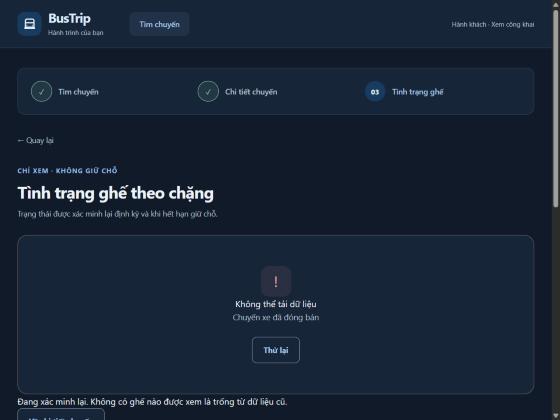 BusTrip
Hành trình của bạn
Tìm chuyến
Hành khách · Xem công khai
✓ Tìm chuyến
✓ Chi tiết chuyến
03 Tình trạng ghế
← Quay lại
CHỈ XEM · KHÔNG GIỮ CHỖ
Tình trạng ghế theo chặng
Trạng thái được xác minh lại định kỳ và khi hết hạn giữ chỗ.
!
Không thể tải dữ liệu
Chuyến xe đã đóng bán
Thử lại
Đang xác minh lại. Không có ghế nào được xem là trống từ dữ liệu cũ.